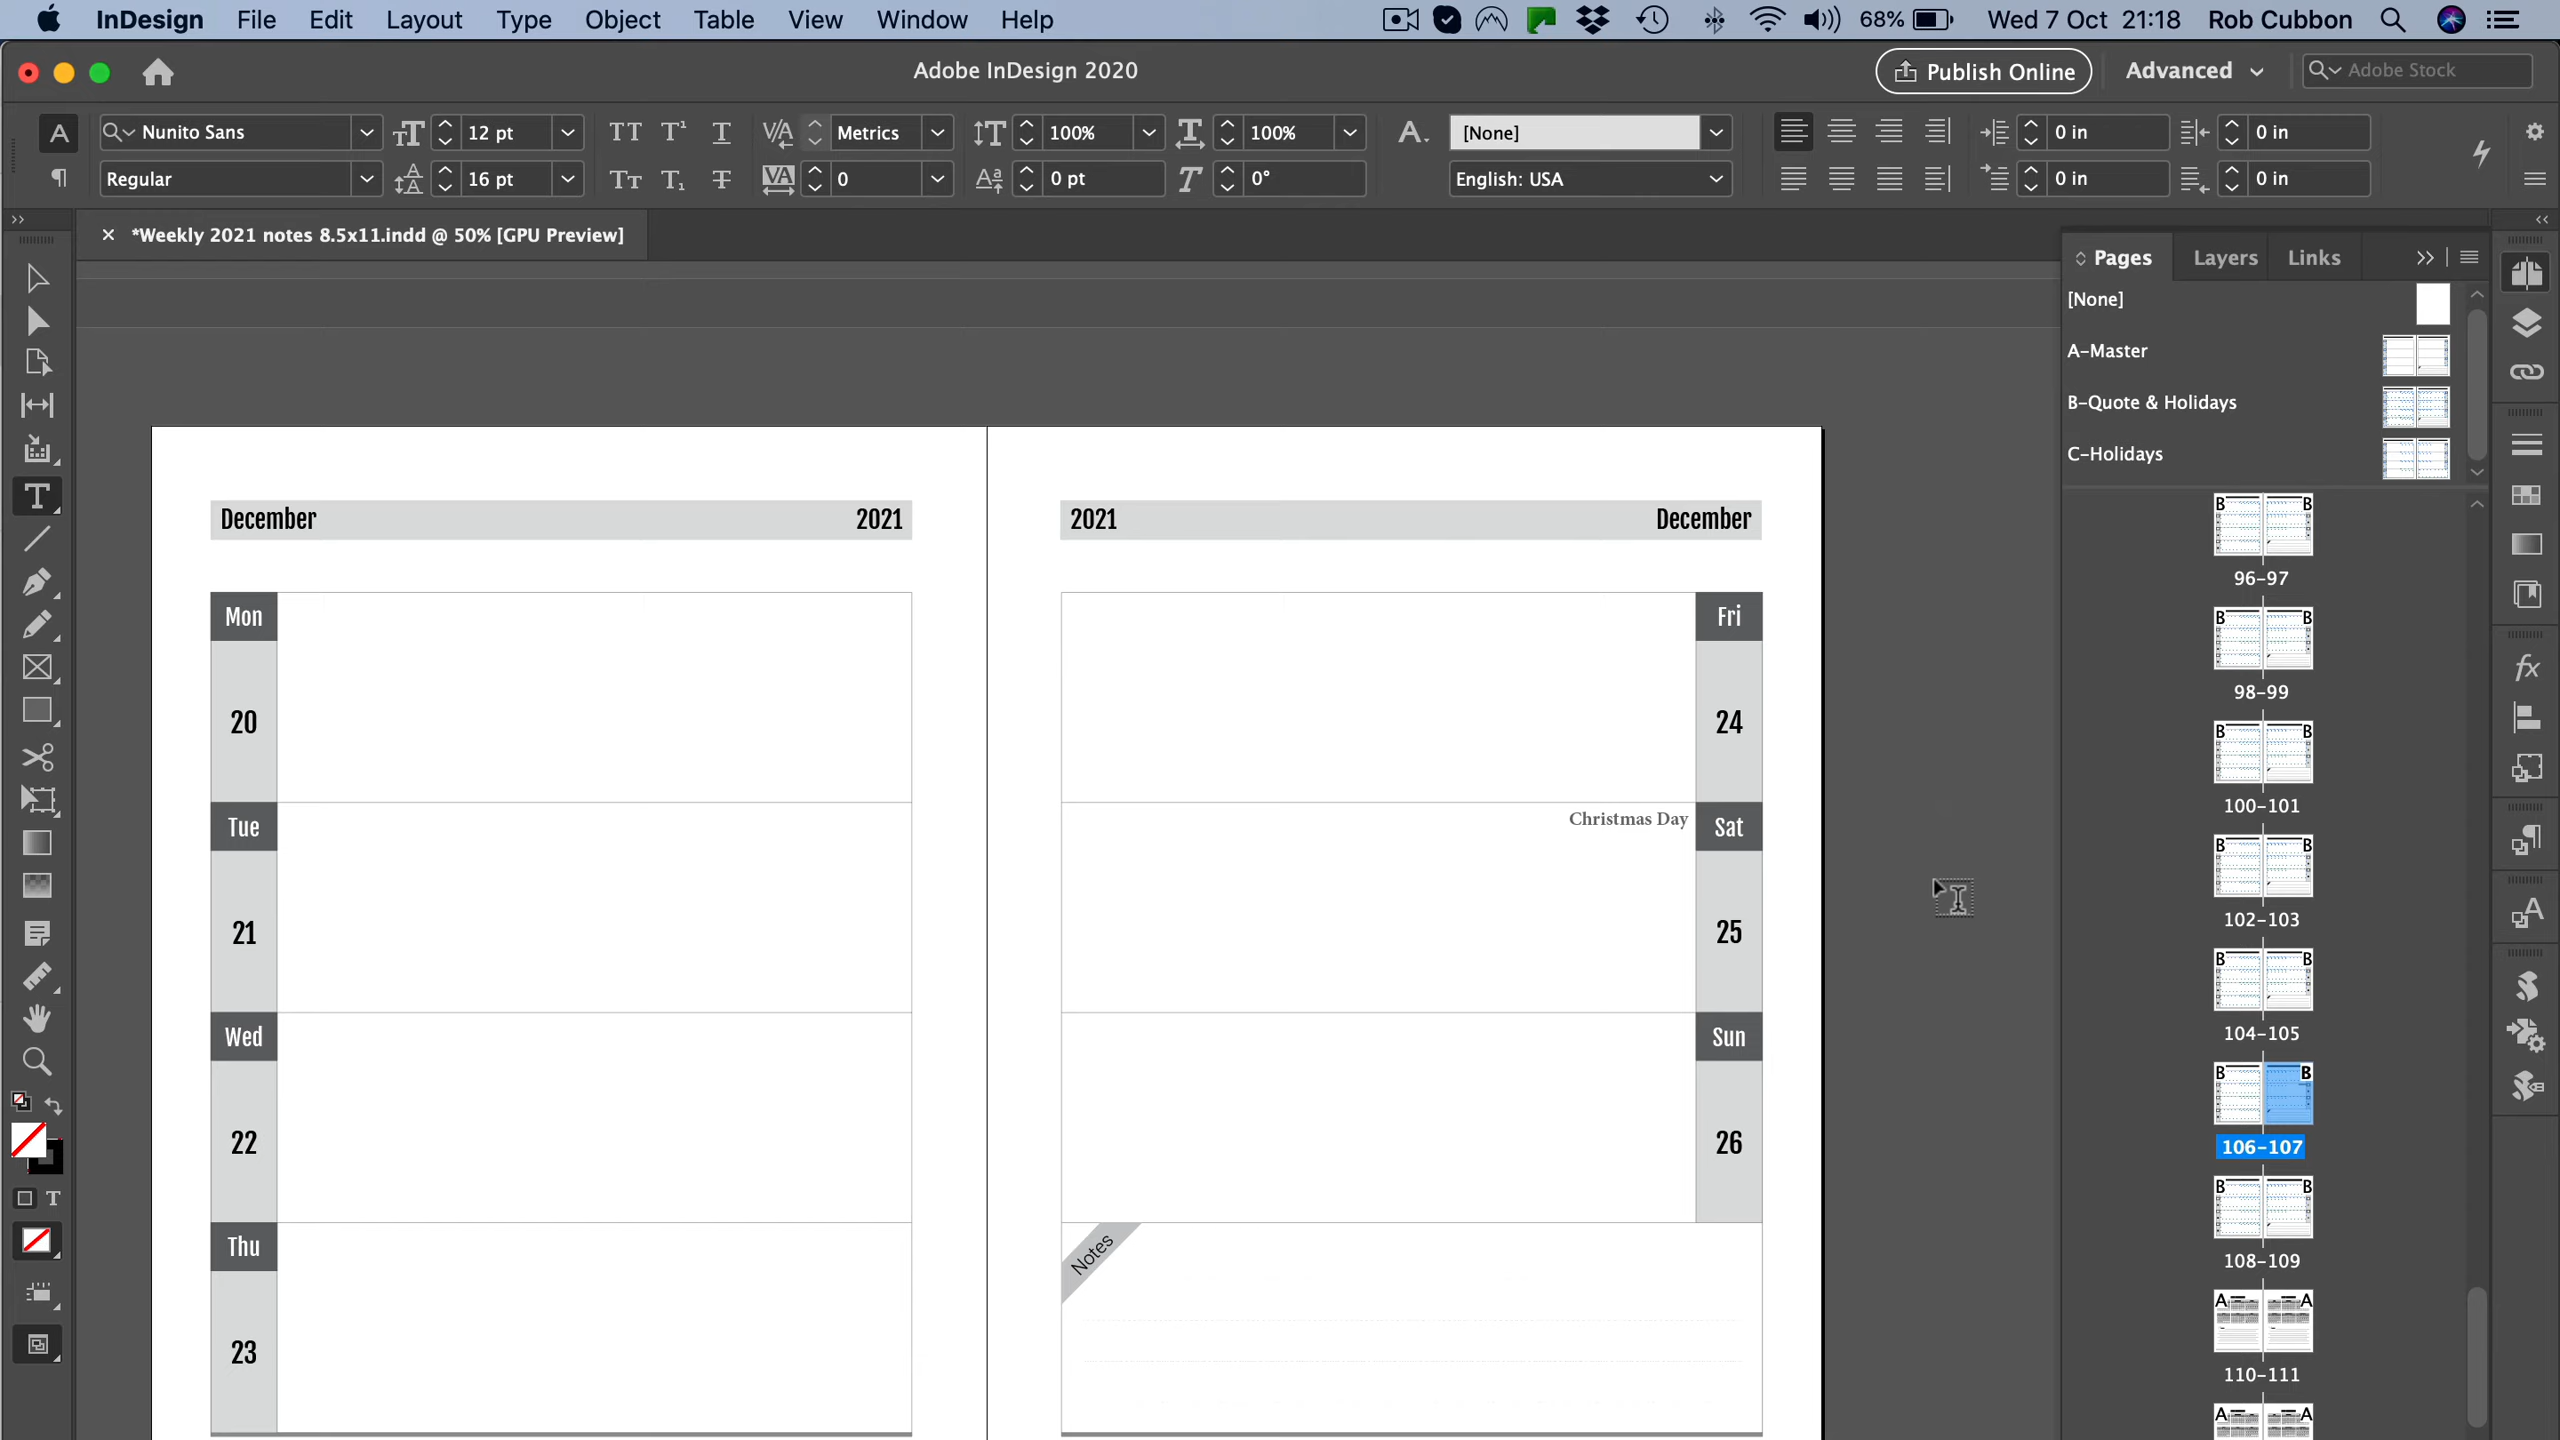 InDesign File Edit Layout Type Object Table View Window Help 68% Wed 7 Oct 21:18 Rob Cubbon
Adobe InDesign 2020 Publish Online Advanced Adobe Stock
A Nunito Sans 12 pt Metrics 100% 100% [None] 0 in 0 in
Regular 16 pt 0 0 pt 0° English: USA 0 in 0 in
*Weekly 2021 notes 8.5x11.indd @ 50% [GPU Preview]
Pages Layers Links
[None]
A-Master
B-Quote & Holidays
C-Holidays
December 2021
2021 December
Mon
20
Tue
21
Wed
22
Thu
23
Fri
24
Christmas Day Sat
25
Sun
26
Notes
B B
96-97
B B
98-99
B B
100-101
B B
102-103
B B
104-105
B B
106-107
B B
108-109
A A
110-111
A A